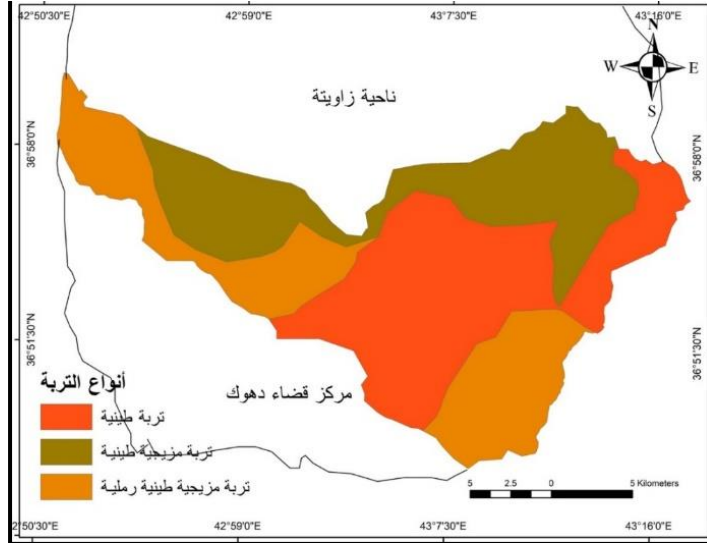 42°50'30"E 42°59'0"E 43°7'30"E 43°16'0"E
N
W E
S
ناحية زاويتة
36°58'0"N 36°58'0"N
36°51'30"N 36°51'30"N
أنواع التربة
مركز قضاء دهوك
تربة طينية
تربة مزيجية طينية
تربة مزيجية طينية رملية
5 2.5 0 5 Kilometers
2°50'30"E 42°59'0"E 43°7'30"E 43°16'0"E